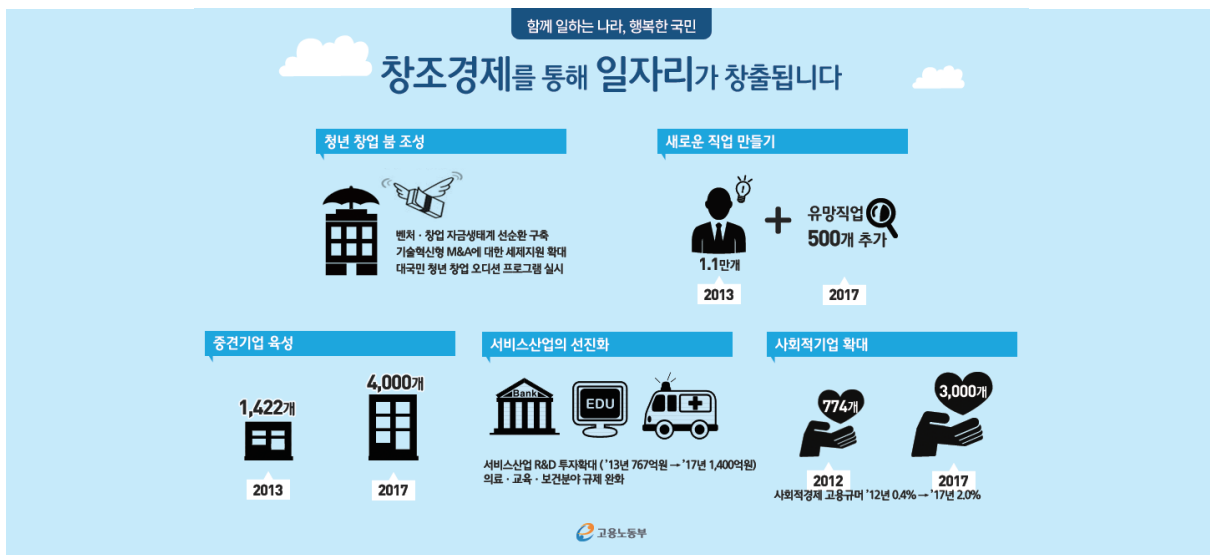 함께 일하는 나라, 행복한 국민
창조경제를 통해 일자리가 창출됩니다
청년 창업 붐 조성
벤처 · 창업 자금생태계 선순환 구축
기술혁신형 M&A에 대한 세제지원 확대
대국민 청년 창업 오디션 프로그램 실시
새로운 직업 만들기
1.1만개
2013
+
유망직업
500개 추가
2017
중견기업 육성
1,422개
2013
4,000개
2017
서비스산업의 선진화
Bank
EDU
서비스산업 R&D 투자확대 ( ’13년 767억원 → ’17년 1,400억원)
의료 · 교육 · 보건분야 규제 완화
사회적기업 확대
774개
2012
3,000개
2017
사회적경제 고용규머 ’12년 0.4% → ’17년 2.0%
고용노동부